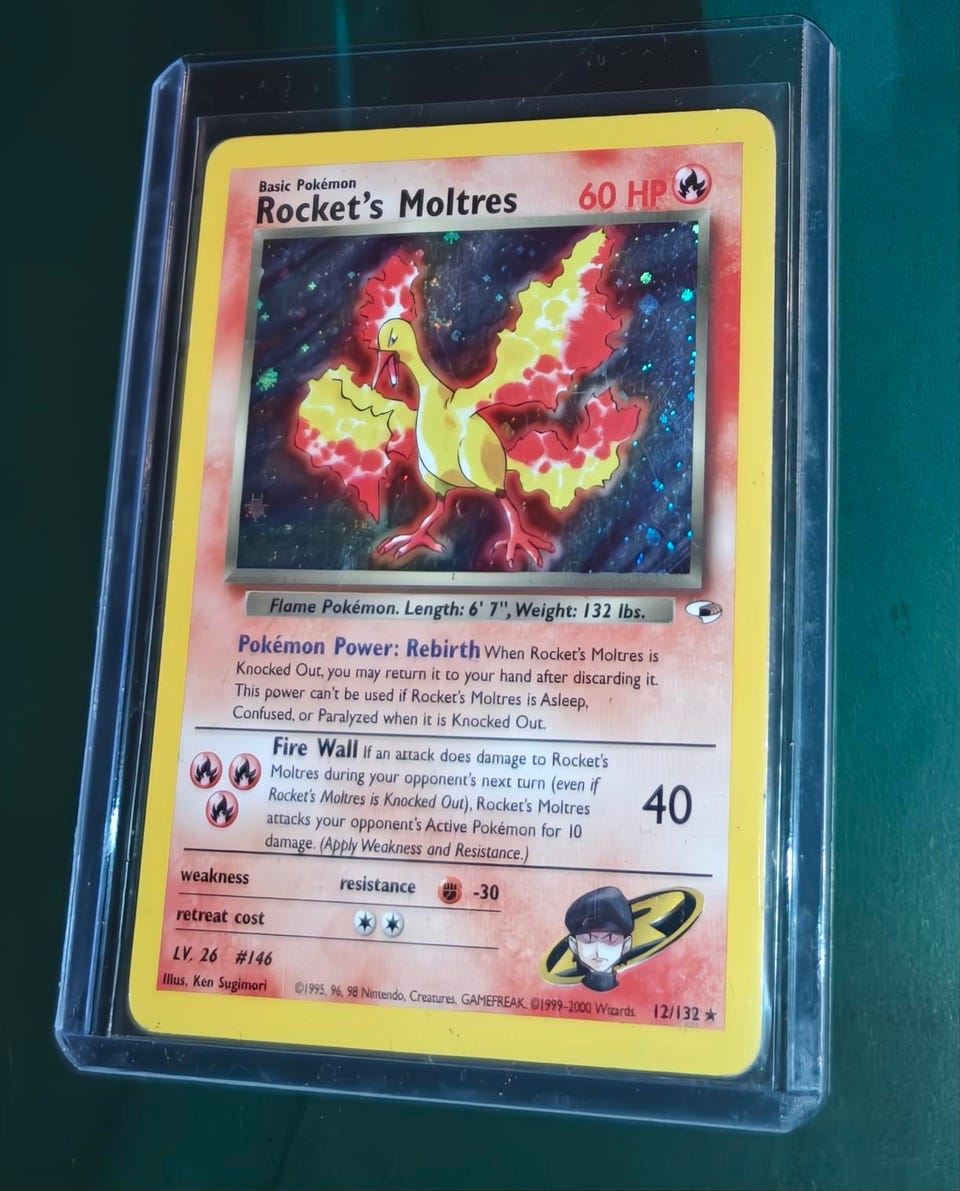 Basic Pokémon
Rocket's Moltres 60 HP
Flame Pokémon. Length: 6' 7", Weight: 132 lbs.
Pokémon Power: Rebirth When Rocket's Moltres is
Knocked Out, you may return it to your hand after discarding it.
This power can't be used if Rocket's Moltres is Asleep,
Confused, or Paralyzed when it is Knocked Out.
Fire Wall If an attack does damage to Rocket's
Moltres during your opponent's next turn (even if
Rocket's Moltres is Knocked Out), Rocket's Moltres
attacks your opponent's Active Pokémon for 10
damage. (Apply Weakness and Resistance.)
40
weakness resistance -30
retreat cost
LV. 26 #146
Illus. Ken Sugimori
©1995, 96, 98 Nintendo, Creatures, GAMEFREAK. ©1999-2000 Wizards. 12/132 ★